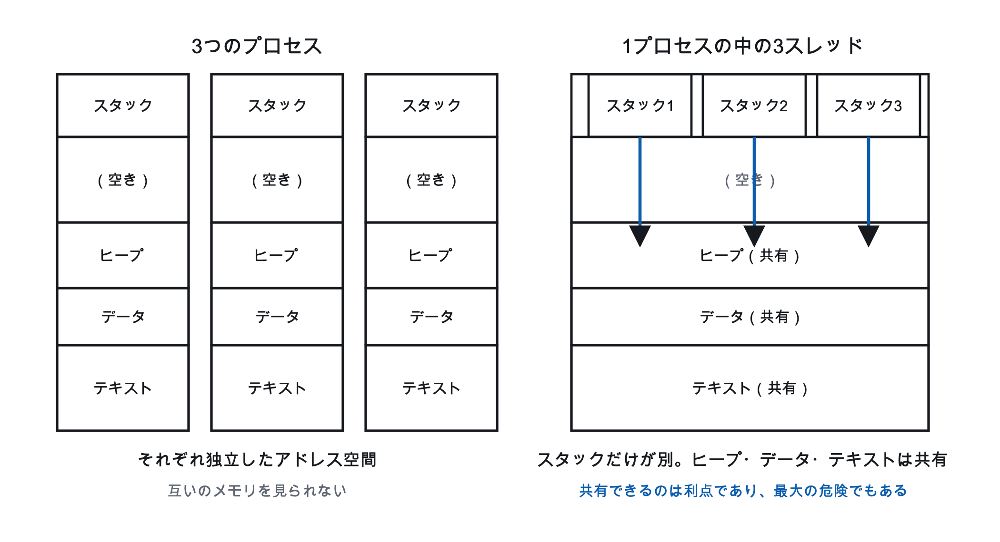 3つのプロセス
1プロセスの中の3スレッド
スタック
スタック
スタック
スタック1
スタック2
スタック3
（空き）
（空き）
（空き）
（空き）
ヒープ
ヒープ
ヒープ
ヒープ（共有）
データ
データ
データ
データ（共有）
テキスト
テキスト
テキスト
テキスト（共有）
それぞれ独立したアドレス空間
スタックだけが別。ヒープ・データ・テキストは共有
互いのメモリを見られない
共有できるのは利点であり、最大の危険でもある